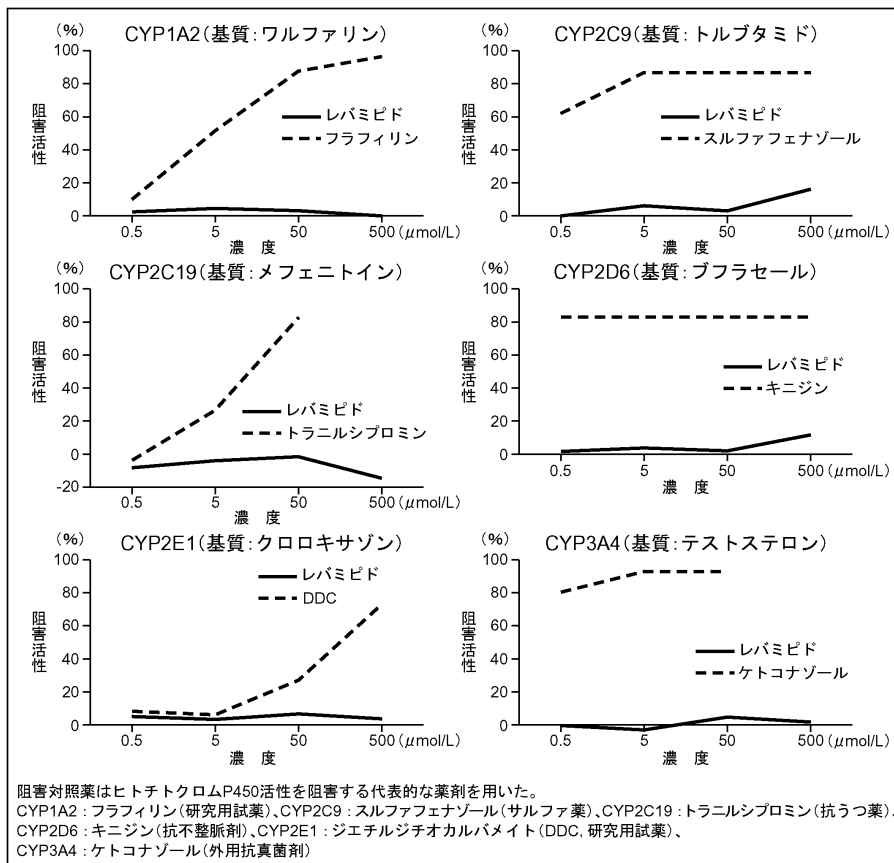 (%)
CYP1A2(基質:ワルファリン)
100
80
60
40
20
0
阻害活性
レバミピド
フラフィリン
0.5 5 50 500(μmol/L)
濃 度
(%)
CYP2C9(基質:トルブタミド)
100
80
60
40
20
0
阻害活性
レバミピド
スルファフェナゾール
0.5 5 50 500(μmol/L)
濃 度
(%)
CYP2C19(基質:メフェニトイン)
100
80
60
40
20
0
-20
阻害活性
レバミピド
トラニルシプロミン
0.5 5 50 500(μmol/L)
濃 度
(%)
CYP2D6(基質:ブフラセール)
100
80
60
40
20
0
阻害活性
レバミピド
キニジン
0.5 5 50 500(μmol/L)
濃 度
(%)
CYP2E1(基質:クロロキサゾン)
100
80
60
40
20
0
阻害活性
レバミピド
DDC
0.5 5 50 500(μmol/L)
濃 度
(%)
CYP3A4(基質:テストステロン)
100
80
60
40
20
0
阻害活性
レバミピド
ケトコナゾール
0.5 5 50 500(μmol/L)
濃 度
阻害対照薬はヒトチトクロムP450活性を阻害する代表的な薬剤を用いた。
CYP1A2:フラフィリン(研究用試薬)、CYP2C9:スルファフェナゾール(サルファ薬)、CYP2C19:トラニルシプロミン(抗うつ薬)、
CYP2D6:キニジン(抗不整脈剤)、CYP2E1:ジエチルジチオカルバメイト(DDC, 研究用試薬)、
CYP3A4:ケトコナゾール(外用抗真菌剤)